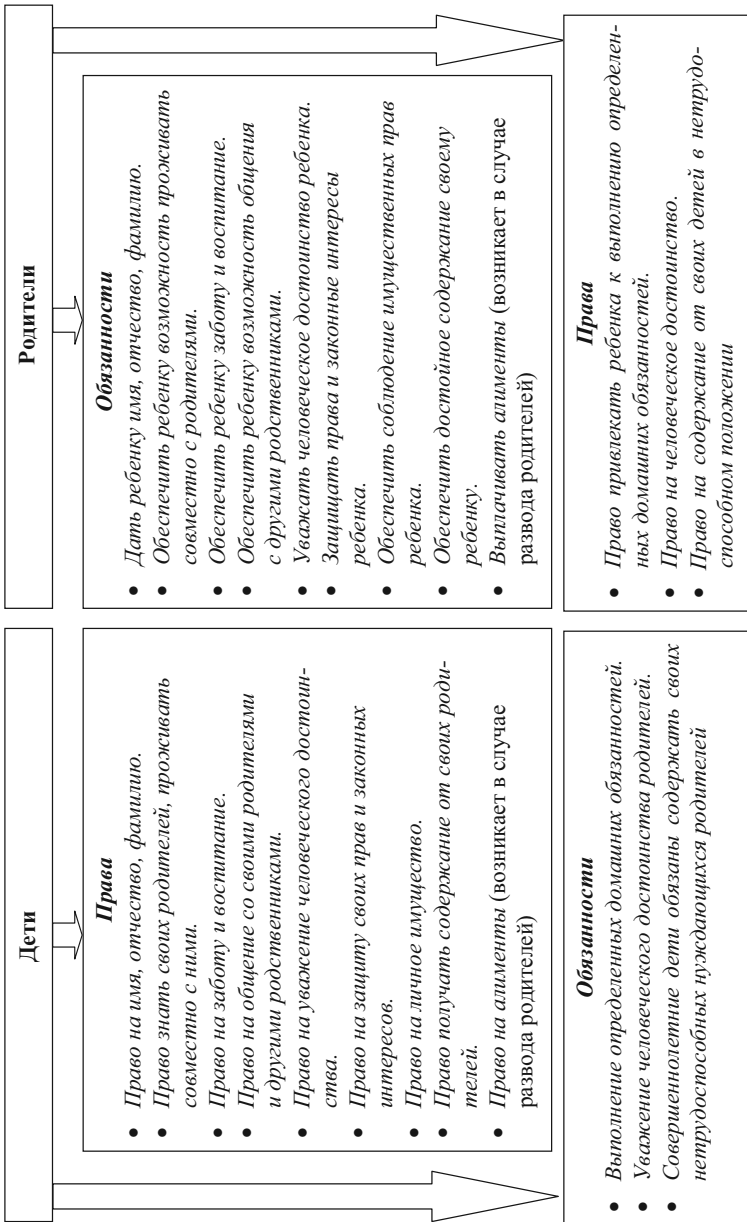 Дети
Права
• Право на имя, отчество, фамилию.
• Право знать своих родителей, проживать
совместно с ними.
• Право на заботу и воспитание.
• Право на общение со своими родителями
и другими родственниками.
• Право на уважение человеческого достоин-
ства.
• Право на защиту своих прав и законных
интересов.
• Право на личное имущество.
• Право получать содержание от своих роди-
телей.
• Право на алименты (возникает в случае
развода родителей)
Обязанности
• Выполнение определенных домашних обязанностей.
• Уважение человеческого достоинства родителей.
• Совершеннолетние дети обязаны содержать своих
нетрудоспособных нуждающихся родителей
Родители
Обязанности
• Дать ребенку имя, отчество, фамилию.
• Обеспечить ребенку возможность проживать
совместно с родителями.
• Обеспечить ребенку заботу и воспитание.
• Обеспечить ребенку возможность общения
с другими родственниками.
• Уважать человеческое достоинство ребенка.
• Защищать права и законные интересы
ребенка.
• Обеспечить соблюдение имущественных прав
ребенка.
• Обеспечить достойное содержание своему
ребенку.
• Выплачивать алименты (возникает в случае
развода родителей)
Права
• Право привлекать ребенка к выполнению определен-
ных домашних обязанностей.
• Право на человеческое достоинство.
• Право на содержание от своих детей в нетрудо-
способном положении